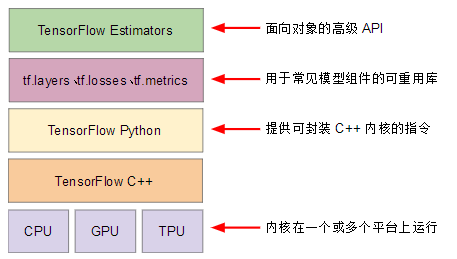 TensorFlow Estimators
面向对象的高级 API
tf.layers、tf.losses、tf.metrics
用于常见模型组件的可重用库
TensorFlow Python
提供可封装 C++ 内核的指令
TensorFlow C++
CPU
GPU
TPU
内核在一个或多个平台上运行